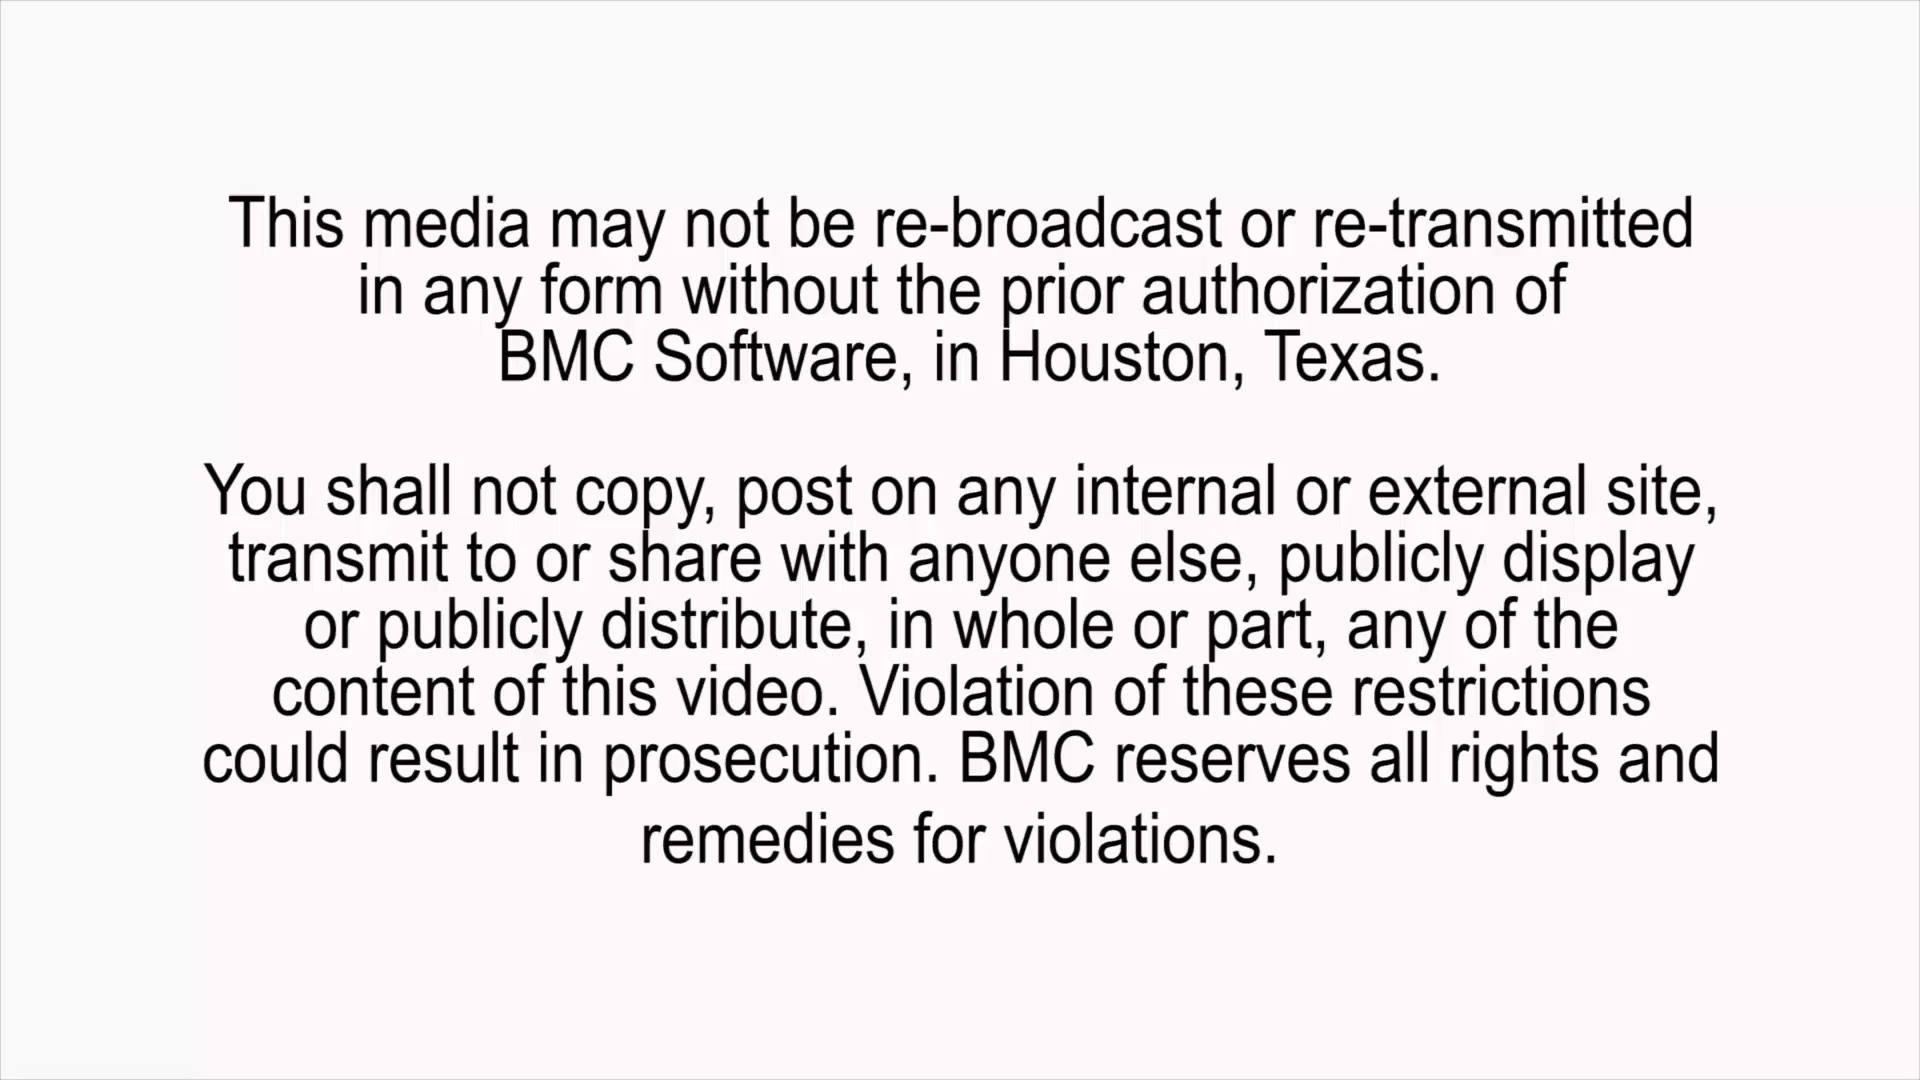 This media may not be re-broadcast or re-transmitted
in any form without the prior authorization of
BMC Software, in Houston, Texas.
You shall not copy, post on any internal or external site,
transmit to or share with anyone else, publicly display
or publicly distribute, in whole or part, any of the
content of this video. Violation of these restrictions
could result in prosecution. BMC reserves all rights and
remedies for violations.